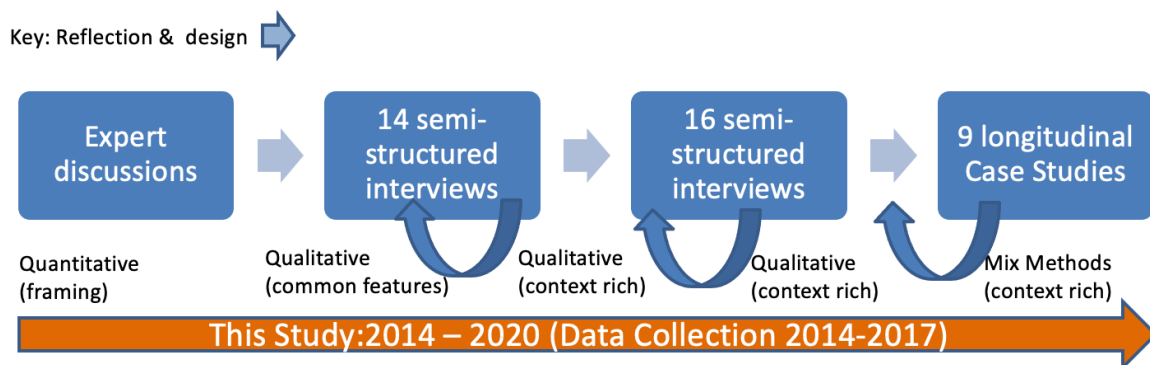 Key: Reflection & design
Expert
discussions
14 semi-
structured
interviews
16 semi-
structured
interviews
9 longitudinal
Case Studies
Quantitative
(framing)
Qualitative
(common features)
Qualitative
(context rich)
Qualitative
(context rich)
Mix Methods
(context rich)
This Study:2014 – 2020 (Data Collection 2014-2017)